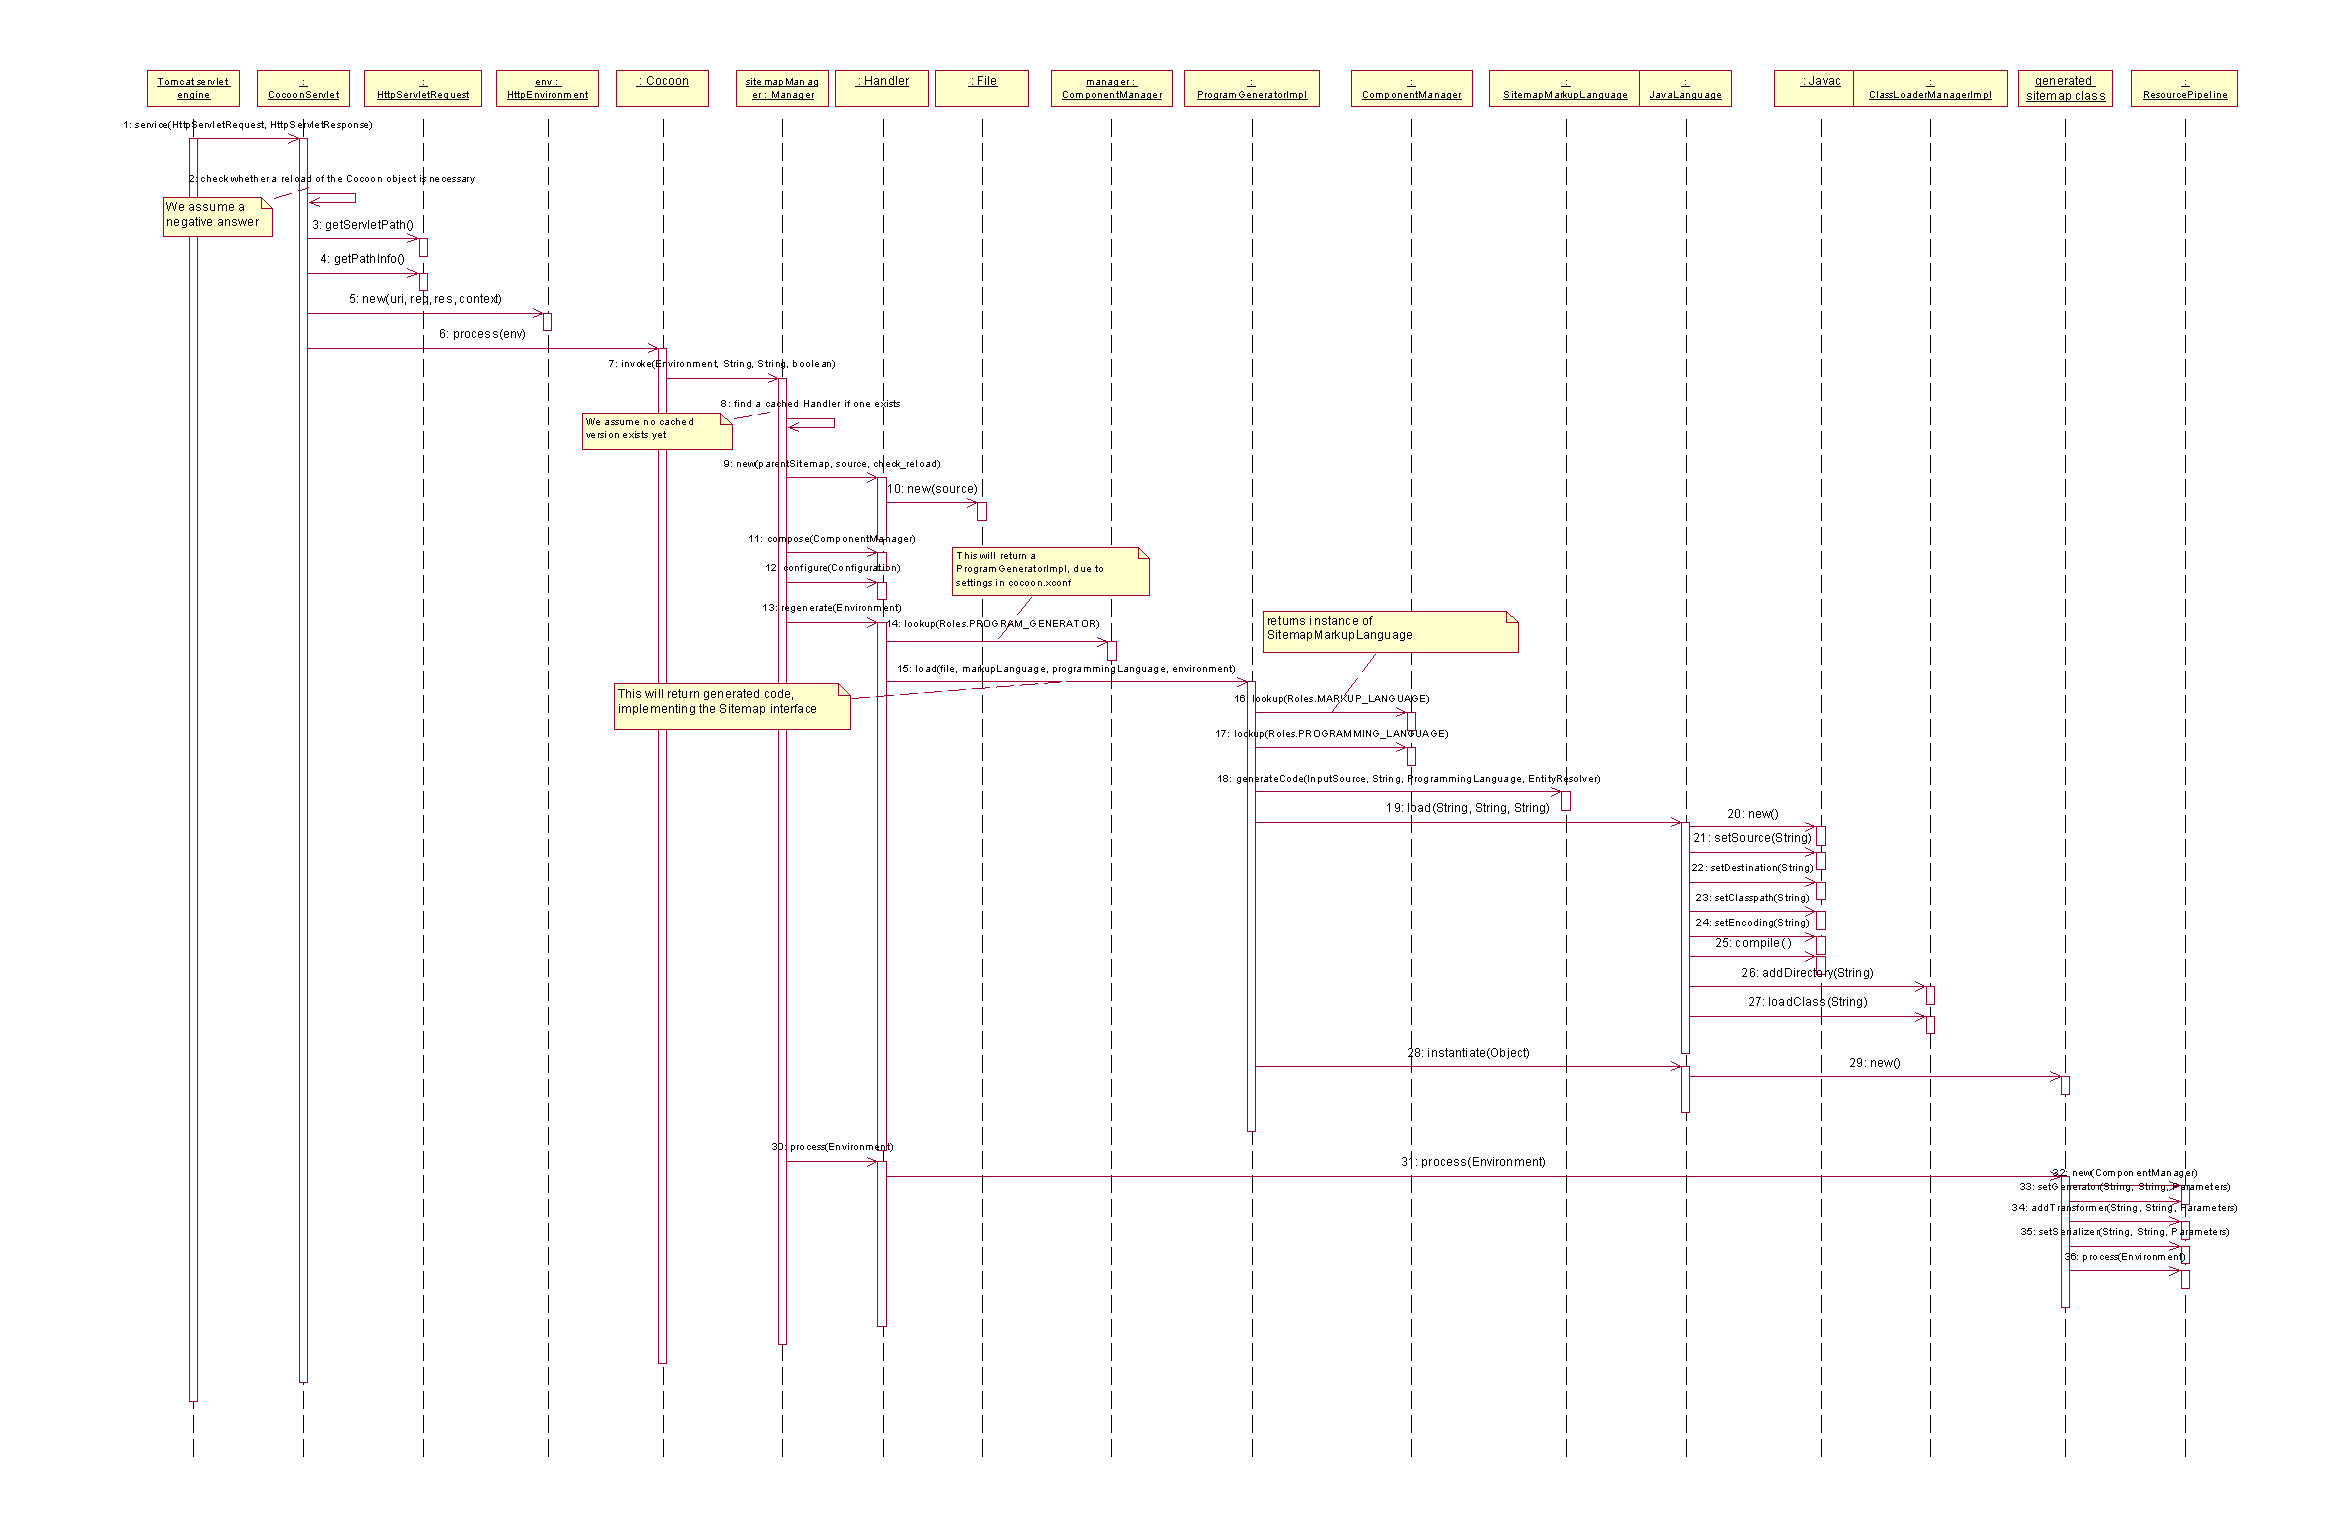 Tomcat servlet
engine
:
CocoonServlet
:
HttpServletRequest
env :
HttpEnvironment
: Cocoon
sitemapManag
er : Manager
: Handler
: File
manager :
ComponentManager
:
ProgramGeneratorImpl
:
ComponentManager
:
SitemapMarkupLanguage
:
JavaLanguage
: Javac
:
ClassLoaderManagerImpl
generated
sitemap class
:
ResourcePipeline
1: service(HttpServletRequest, HttpServletResponse)
2: check whether a reload of the Cocoon object is necessary
We assume a
negative answer
3: getServletPath()
4: getPathInfo()
5: new(uri, req, res, context)
6: process(env)
7: invoke(Environment, String, String, boolean)
8: find a cached Handler if one exists
We assume no cached
version exists yet
9: new(parentSitemap, source, check_reload)
10: new(source)
11: compose(ComponentManager)
12: configure(Configuration)
This will return a
ProgramGeneratorImpl, due to
settings in cocoon.xconf
13: regenerate(Environment)
14: lookup(Roles.PROGRAM_GENERATOR)
returns instance of
SitemapMarkupLanguage
15: load(file, markupLanguage, programmingLanguage, environment)
This will return generated code,
implementing the Sitemap interface
16: lookup(Roles.MARKUP_LANGUAGE)
17: lookup(Roles.PROGRAMMING_LANGUAGE)
18: generateCode(InputSource, String, ProgrammingLanguage, EntityResolver)
19: load(String, String, String)
20: new()
21: setSource(String)
22: setDestination(String)
23: setClasspath(String)
24: setEncoding(String)
25: compile( )
26: addDirectory(String)
27: loadClass(String)
28: instantiate(Object)
29: new()
30: process(Environment)
31: process(Environment)
32: new(ComponentManager)
33: setGenerator(String, String, Parameters)
34: addTransformer(String, String, Parameters)
35: setSerializer(String, String, Parameters)
36: process(Environment)